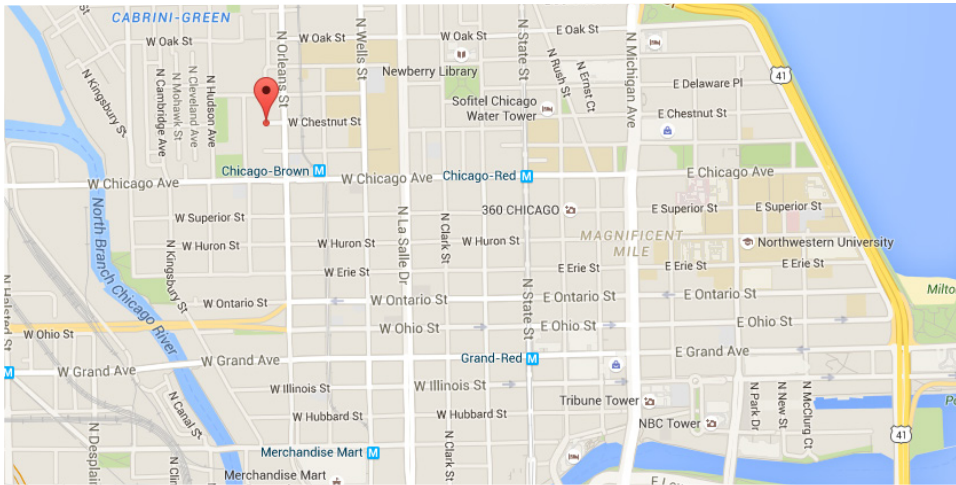 CABRINI-GREEN
W Oak St
W Oak St
E Oak St
N Orleans St
N Wells St
N State St
N Rush St
N Ernst Ct
N Michigan Ave
41
N Kingsbury St
N Cambridge Ave
N Mohawk St
N Cleveland Ave
N Hudson Ave
Newberry Library
E Delaware Pl
Sofitel Chicago
Water Tower
E Chestnut St
W Chestnut St
Chicago-Brown M
Chicago-Red M
E Chicago Ave
W Chicago Ave
W Chicago Ave
North Branch Chicago River
W Superior St
360 CHICAGO
E Superior St
E Superior St
N La Salle Dr
N Clark St
W Huron St
W Huron St
W Huron St
MAGNIFICENT
MILE
Northwestern University
N Kingsbury St
W Erie St
W Erie St
E Erie St
E Erie St
E Erie St
N Halsted St
W Ontario St
W Ontario St
E Ontario St
E Ontario St
N State St
W Ohio St
W Ohio St
E Ohio St
E Ohio St
W Grand Ave
W Grand Ave
Grand-Red M
E Grand Ave
M
W Illinois St
W Illinois St
N Canal St
W Hubbard St
W Hubbard St
Tribune Tower
NBC Tower
N Park Dr
N New St
N McClurg Ct
41
Merchandise Mart M
N Clark St
Merchandise Mart